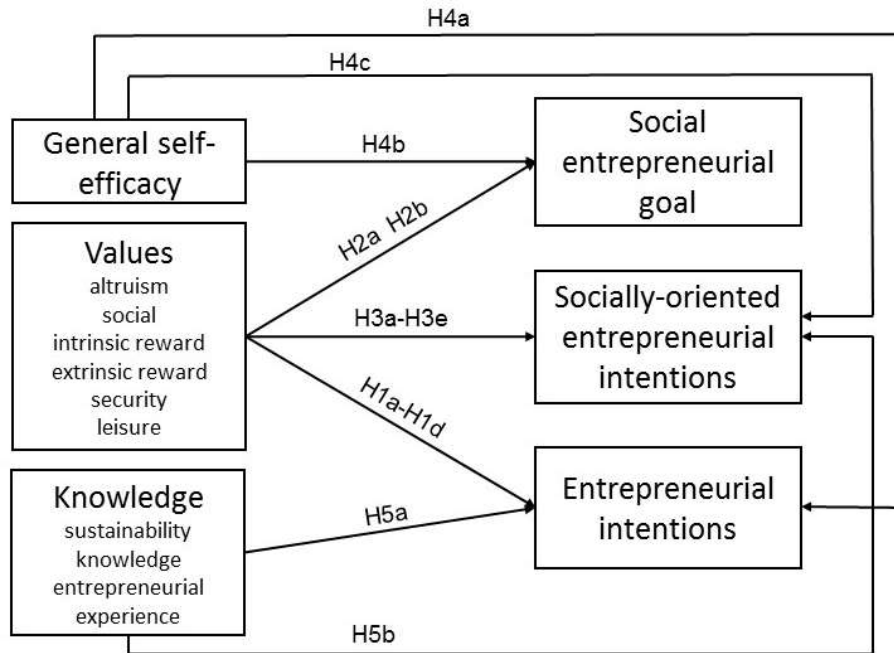 H4a
H4c
General self-
efficacy
H4b
Social
entrepreneurial
goal
H2a H2b
Values
altruism
social
intrinsic reward
extrinsic reward
security
leisure
H3a-H3e
Socially-oriented
entrepreneurial
intentions
H1a-H1d
Knowledge
sustainability
knowledge
entrepreneurial
experience
H5a
Entrepreneurial
intentions
H5b